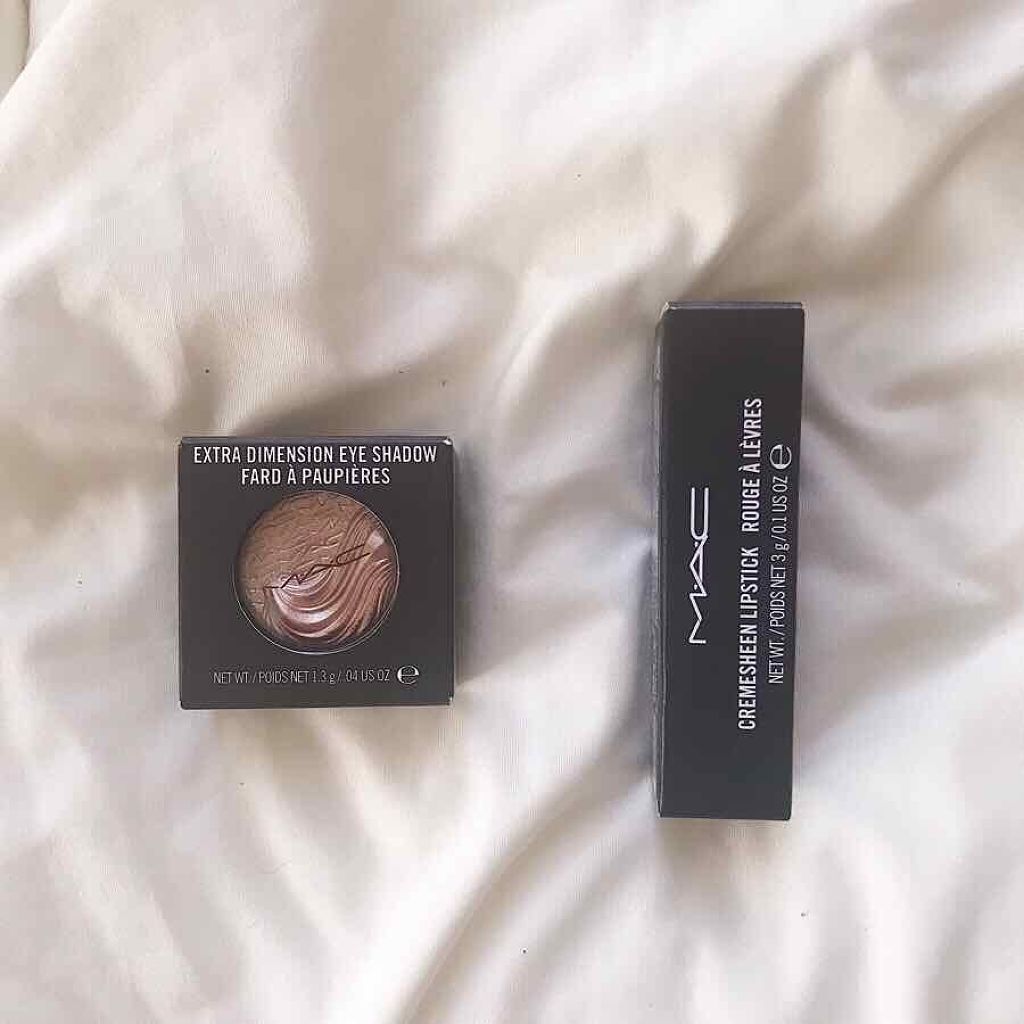 EXTRA DIMENSION EYE SHADOW
FARD À PAUPIÈRES
MAC
NET WT. / POIDS NET 1.3 g / .04 US OZ ℮
M·A·C
CREMESHEEN LIPSTICK ROUGE À LÈVRES
NET WT. / POIDS NET 3 g / 0.1 US OZ ℮